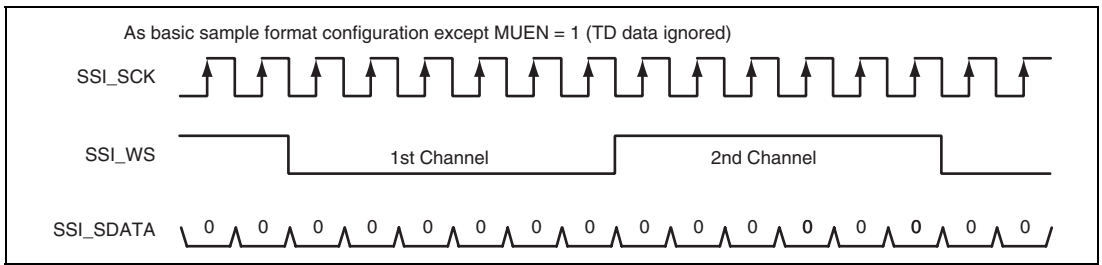 As basic sample format configuration except MUEN = 1 (TD data ignored)
SSI_SCK
SSI_WS 1st Channel 2nd Channel
SSI_SDATA 0 0 0 0 0 0 0 0 0 0 0 0 0 0 0 0